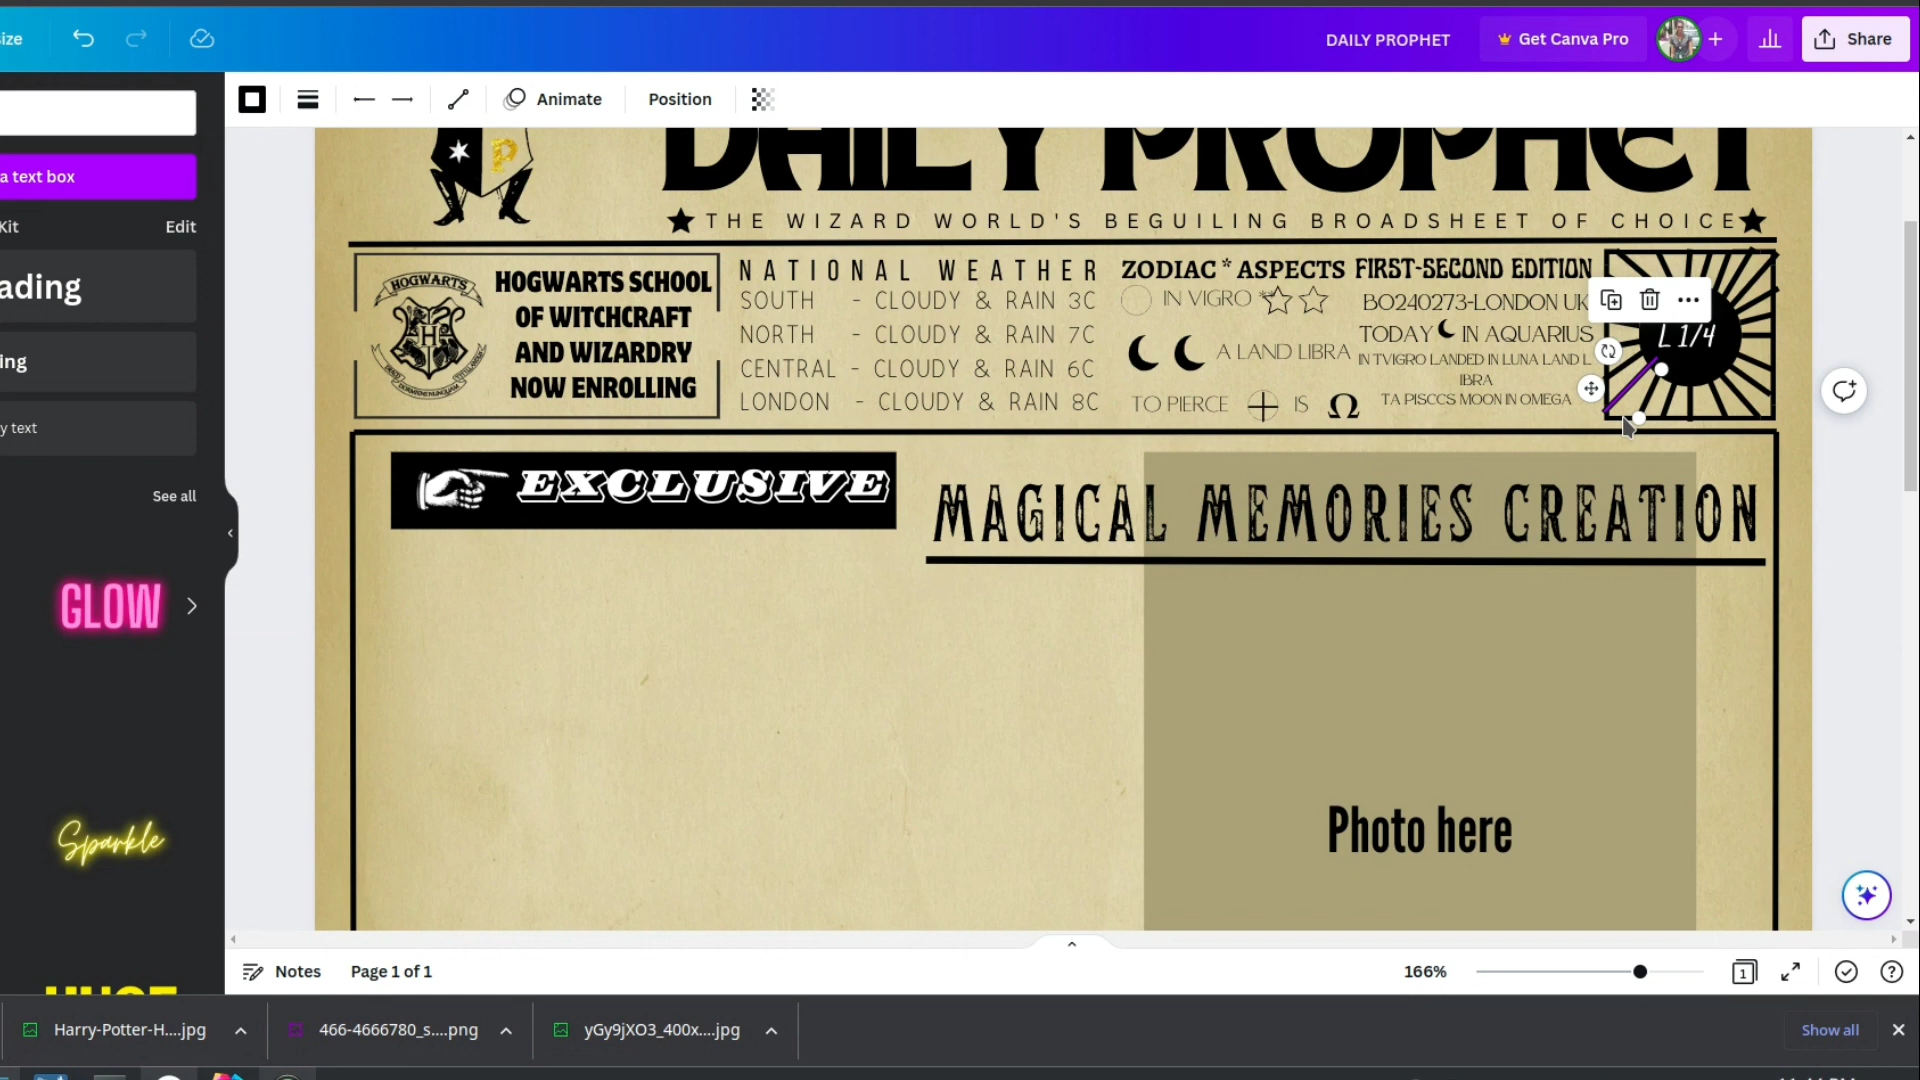 ize
DAILY PROPHET
Get Canva Pro
Share
Animate
Position
a text box
Kit
Edit
ading
ing
y text
See all
GLOW
Sparkle
DAILY PROPHET
P
★ THE WIZARD WORLD'S BEGUILING BROADSHEET OF CHOICE ★
HOGWARTS
H
HOGWARTS SCHOOL
OF WITCHCRAFT
AND WIZARDRY
NOW ENROLLING
NATIONAL WEATHER
SOUTH - CLOUDY & RAIN 3C
NORTH - CLOUDY & RAIN 7C
CENTRAL - CLOUDY & RAIN 6C
LONDON - CLOUDY & RAIN 8C
ZODIAC * ASPECTS
IN VIGRO
A LAND LIBRA
TO PIERCE IS Ω
FIRST-SECOND EDITION
BO240273-LONDON UK
TODAY IN AQUARIUS
IN TVIGRO LANDED IN LUNA LAND L
IBRA
TA PISCCS MOON IN OMEGA
L 1/4
EXCLUSIVE
MAGICAL MEMORIES CREATION
Photo here
Notes
Page 1 of 1
166%
1
Harry-Potter-H....jpg
466-4666780_s....png
yGy9jXO3_400x....jpg
Show all